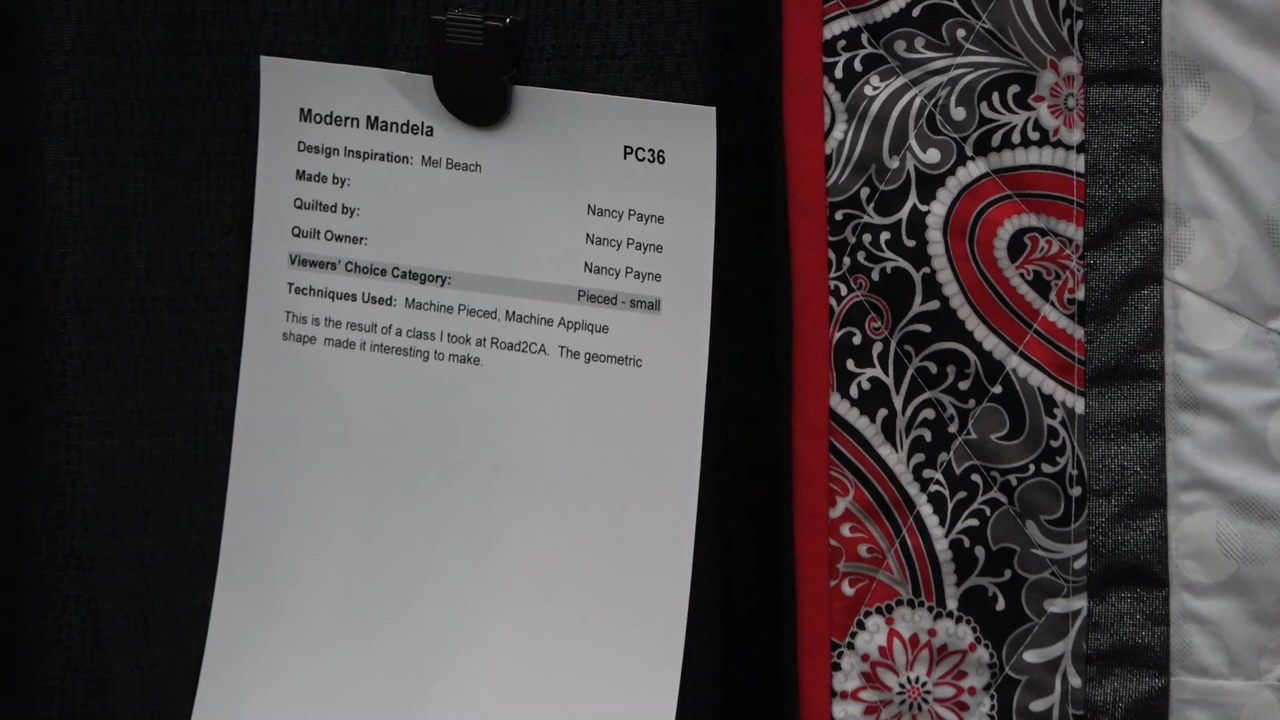 Modern Mandela
PC36
Design Inspiration: Mel Beach
Made by: Nancy Payne
Quilted by: Nancy Payne
Quilt Owner: Nancy Payne
Viewers' Choice Category: Pieced - small
Techniques Used: Machine Pieced, Machine Applique
This is the result of a class I took at Road2CA. The geometric
shape made it interesting to make.